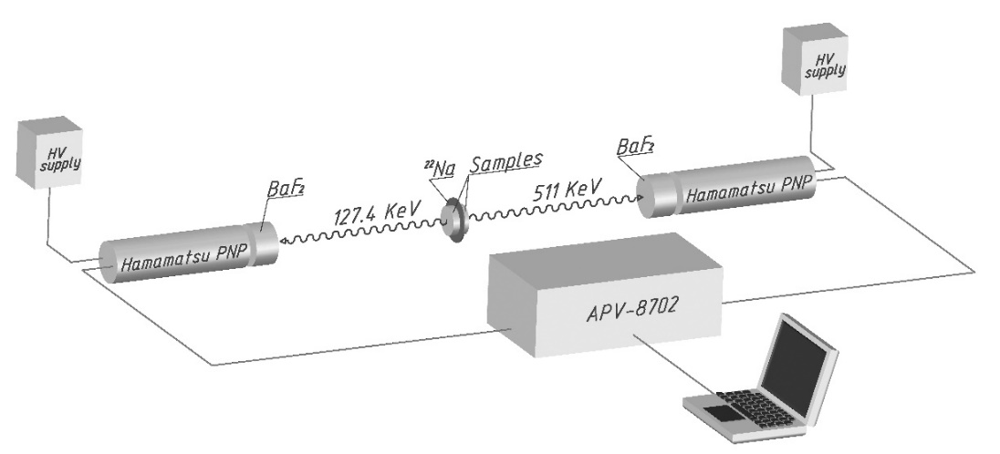 HV
supply
HV
supply
BaF₂
²²Na
Samples
BaF₂
511 KeV
127.4 KeV
Hamamatsu PNP
Hamamatsu PNP
APV-8702